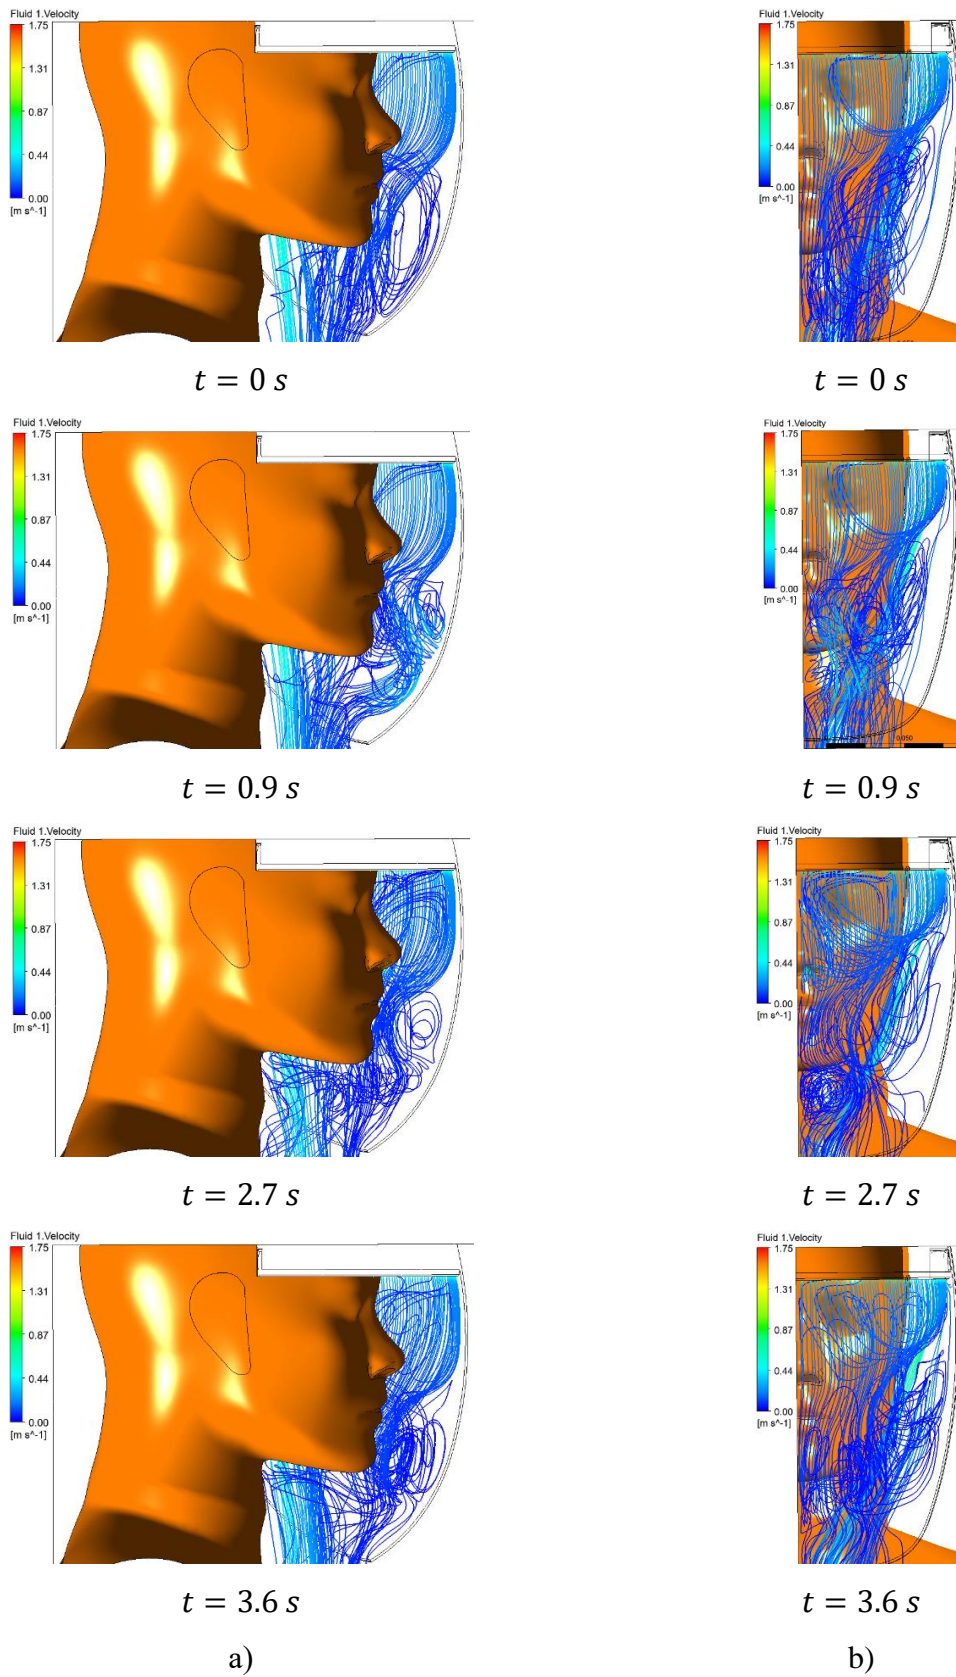 Fluid 1.Velocity
1.75
1.31
0.87
0.44
0.00
[m s^-1]
Fluid 1.Velocity
1.75
1.31
0.87
0.44
0.00
[m s^-1]
t = 0 s
t = 0 s
Fluid 1.Velocity
1.75
1.31
0.87
0.44
0.00
[m s^-1]
Fluid 1.Velocity
1.75
1.31
0.87
0.44
0.00
[m s^-1]
0.050
t = 0.9 s
t = 0.9 s
Fluid 1.Velocity
1.75
1.31
0.87
0.44
0.00
[m s^-1]
Fluid 1.Velocity
1.75
1.31
0.87
0.44
0.00
[m s^-1]
t = 2.7 s
t = 2.7 s
Fluid 1.Velocity
1.75
1.31
0.87
0.44
0.00
[m s^-1]
Fluid 1.Velocity
1.75
1.31
0.87
0.44
0.00
[m s^-1]
t = 3.6 s
t = 3.6 s
a)
b)